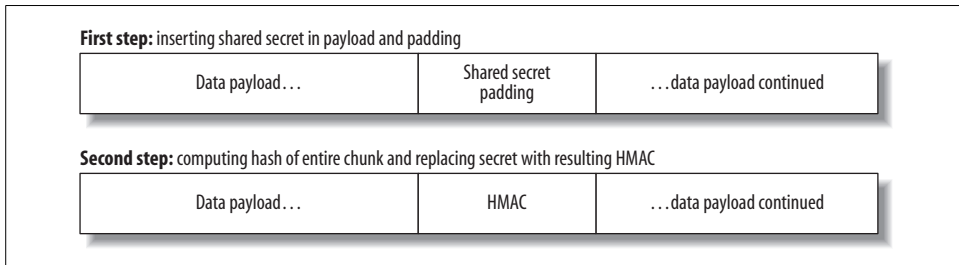 First step: inserting shared secret in payload and padding
Data payload...
Shared secret
padding
...data payload continued
Second step: computing hash of entire chunk and replacing secret with resulting HMAC
Data payload...
HMAC
...data payload continued